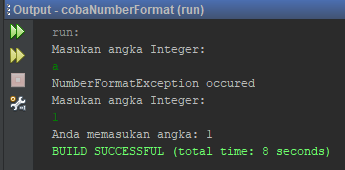 Output - cobaNumberFormat (run)
run:
Masukan angka Integer:
a
NumberFormatException occured
Masukan angka Integer:
1
Anda memasukan angka: 1
BUILD SUCCESSFUL (total time: 8 seconds)